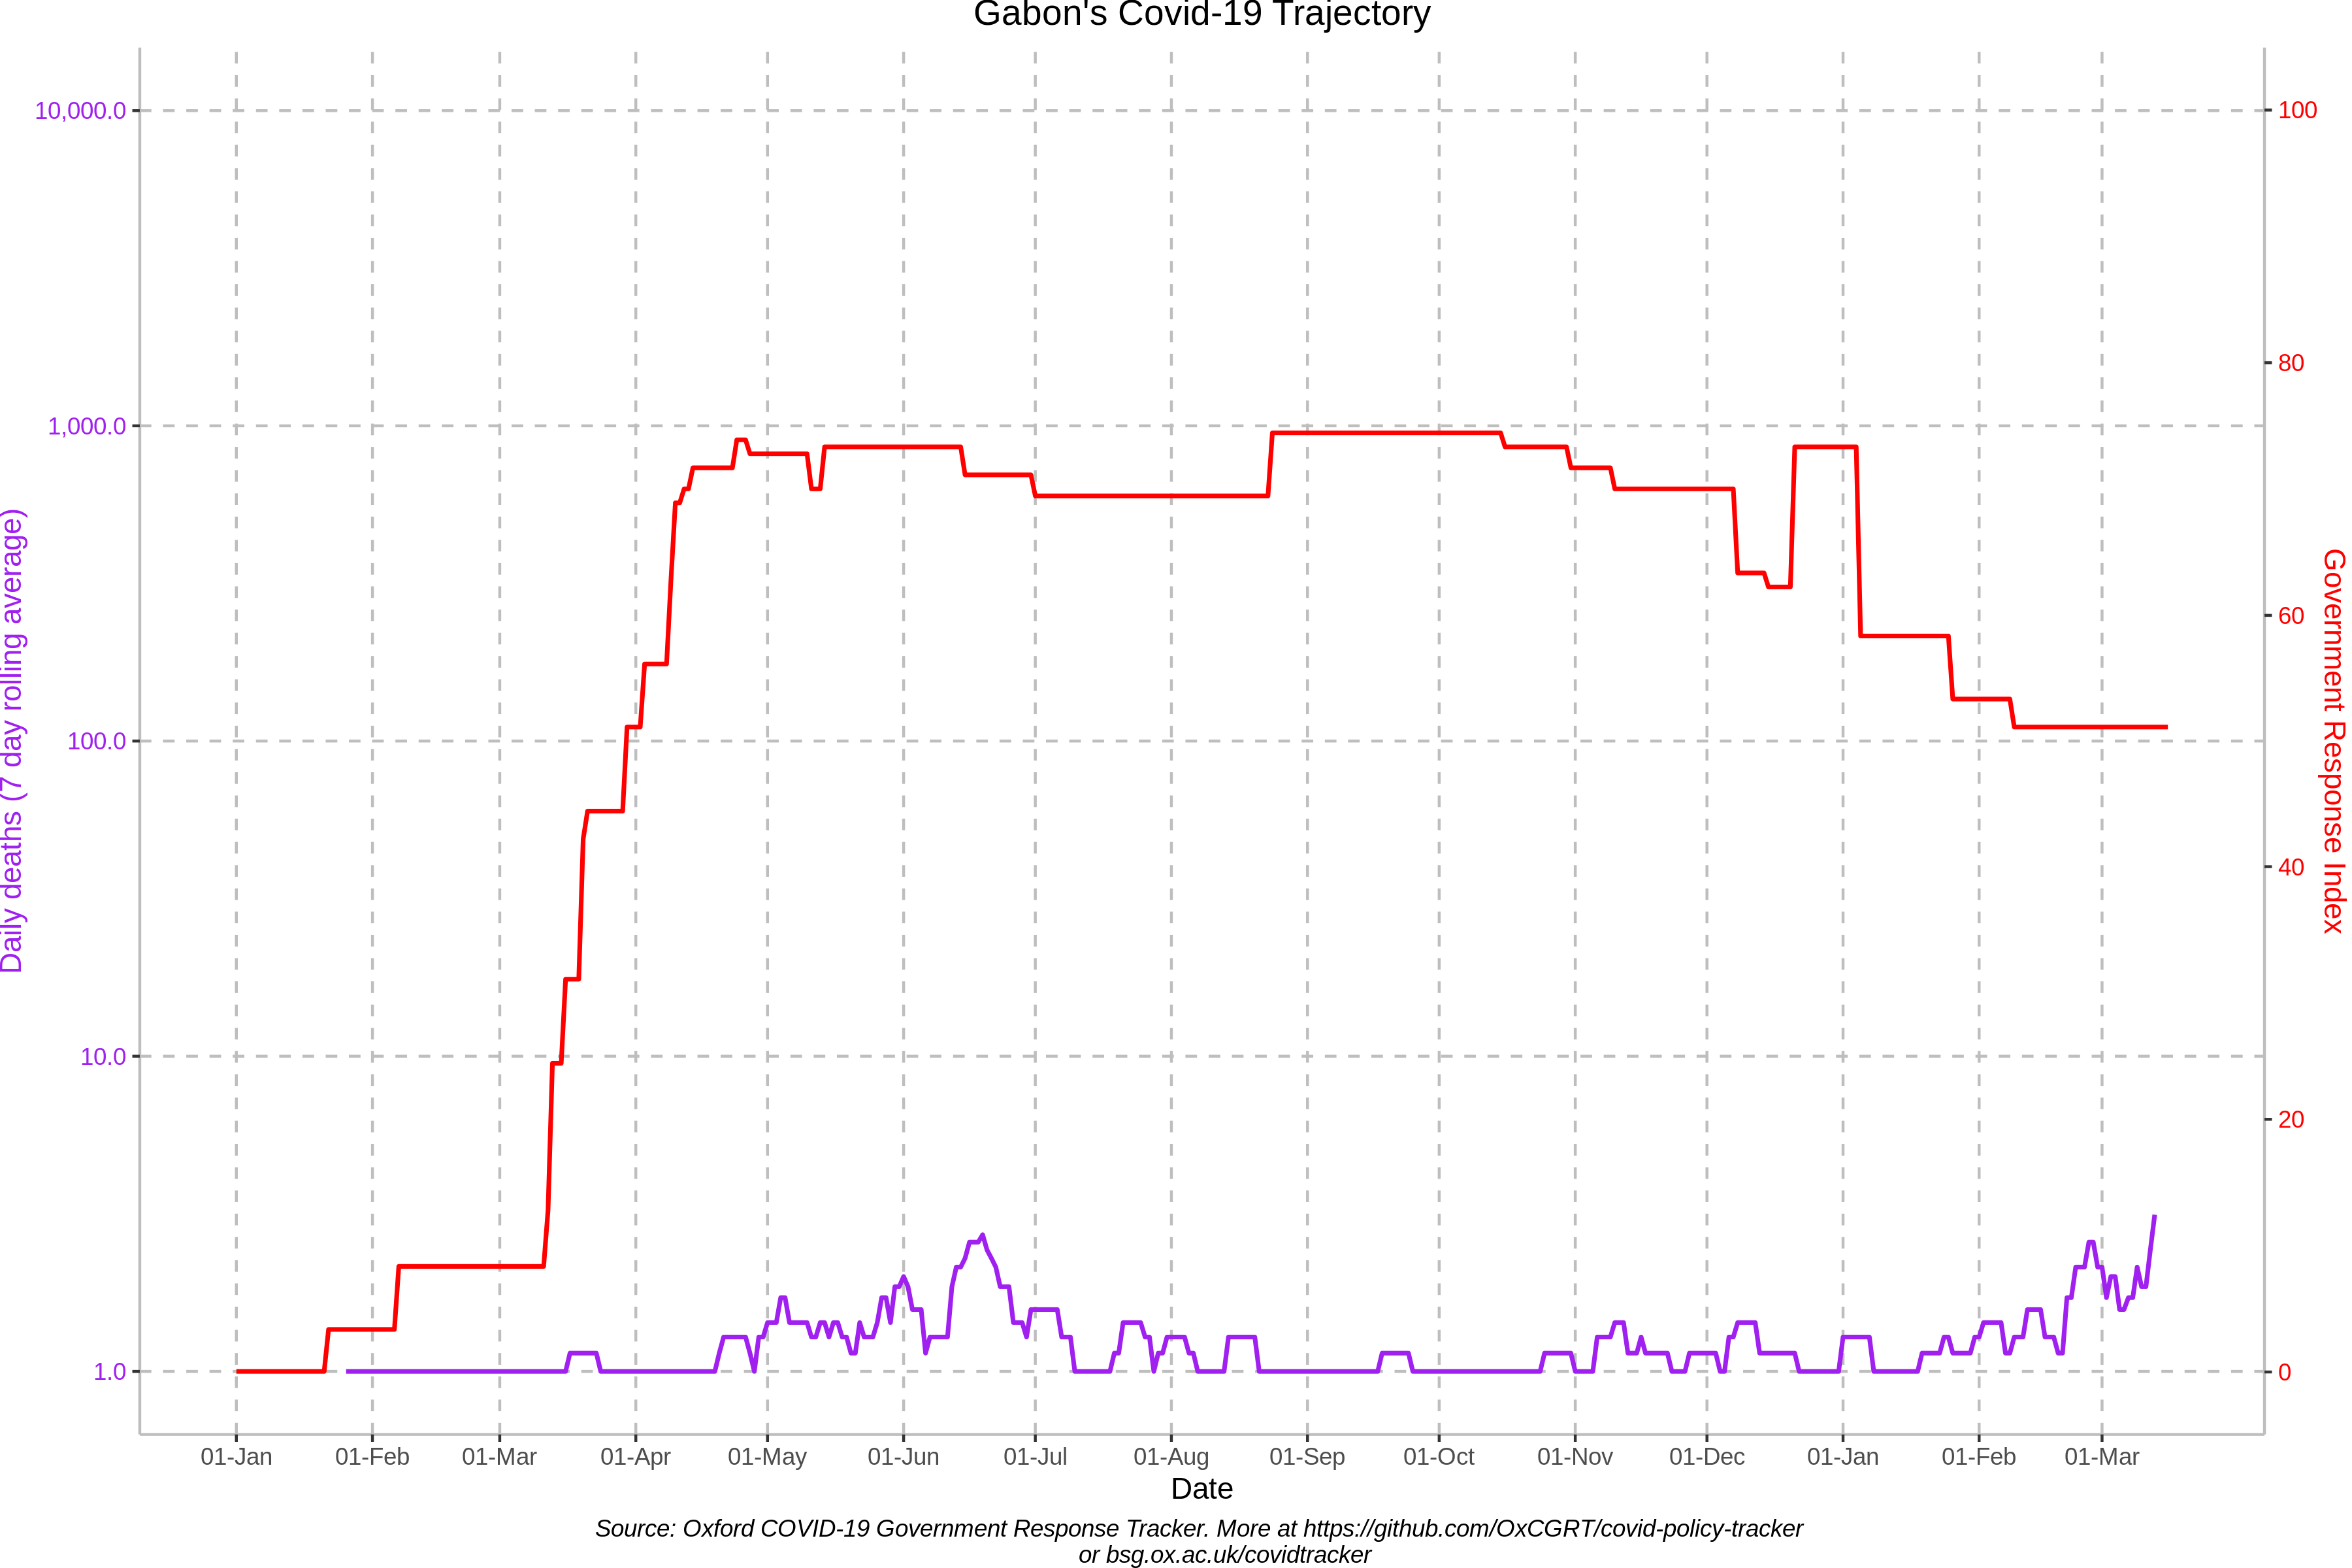 Gabon's Covid-19 Trajectory
10,000.0
1,000.0
100.0
10.0
1.0
Daily deaths (7 day rolling average)
100
80
60
40
20
0
Government Response Index
01-Jan 01-Feb 01-Mar 01-Apr 01-May 01-Jun 01-Jul 01-Aug 01-Sep 01-Oct 01-Nov 01-Dec 01-Jan 01-Feb 01-Mar
Date
Source: Oxford COVID-19 Government Response Tracker. More at https://github.com/OxCGRT/covid-policy-tracker
or bsg.ox.ac.uk/covidtracker